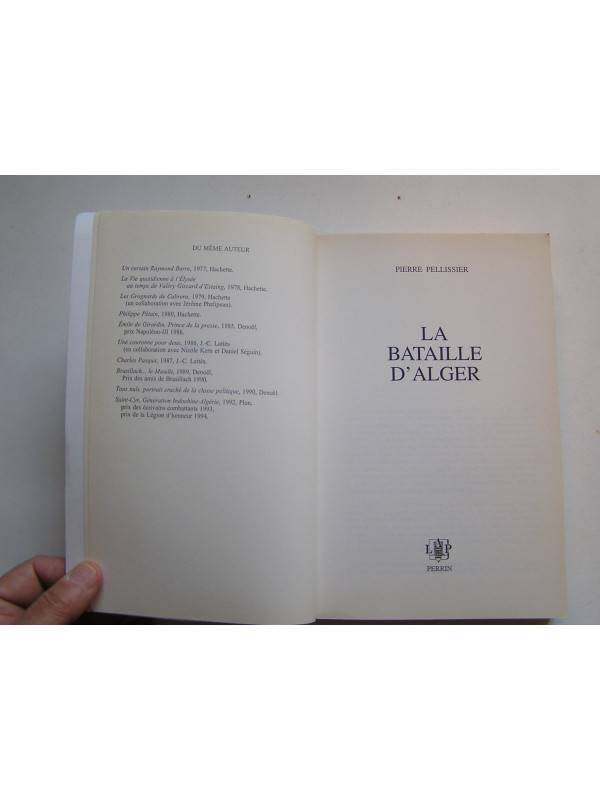 DU MÊME AUTEUR
Un certain Raymond Barre, 1977, Hachette.
La Vie quotidienne à l'Élysée
au temps de Valéry Giscard d'Estaing, 1978, Hachette.
Les Grognards de Cabrera, 1979, Hachette
(en collaboration avec Jérôme Phelipeau).
Philippe Pétain, 1980, Hachette.
Émile de Girardin, Prince de la presse, 1985, Denoël,
prix Napoléon-III 1986.
Une couronne pour deux, 1986, J.-C. Lattès
(en collaboration avec Nicole Kern et Daniel Séguin).
Charles Pasqua, 1987, J.-C. Lattès.
Brasillach... le Maudit, 1989, Denoël,
Prix des amis de Brasillach 1990.
Tous nuls, portrait craché de la classe politique, 1990, Denoël.
Saint-Cyr, Génération Indochine-Algérie, 1992, Plon,
prix des écrivains combattants 1993,
prix de la Légion d'honneur 1994.
PIERRE PELLISSIER
LA
BATAILLE
D'ALGER
L P
PERRIN